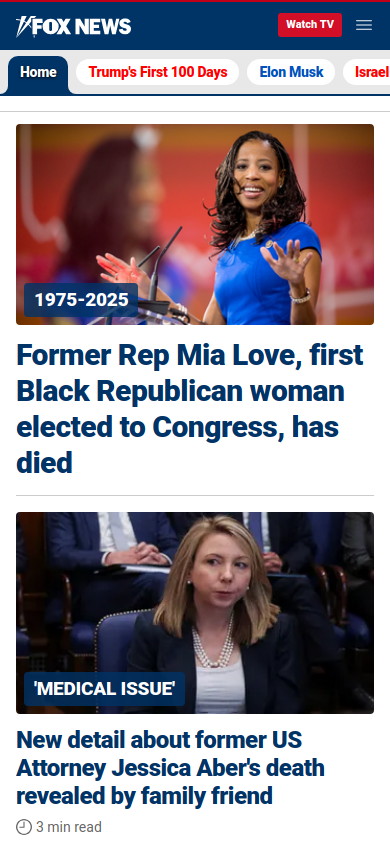 FOX NEWS
Watch TV
Home
Trump's First 100 Days
Elon Musk
Israel
1975-2025
Former Rep Mia Love, first
Black Republican woman
elected to Congress, has
died
'MEDICAL ISSUE'
New detail about former US
Attorney Jessica Aber's death
revealed by family friend
3 min read